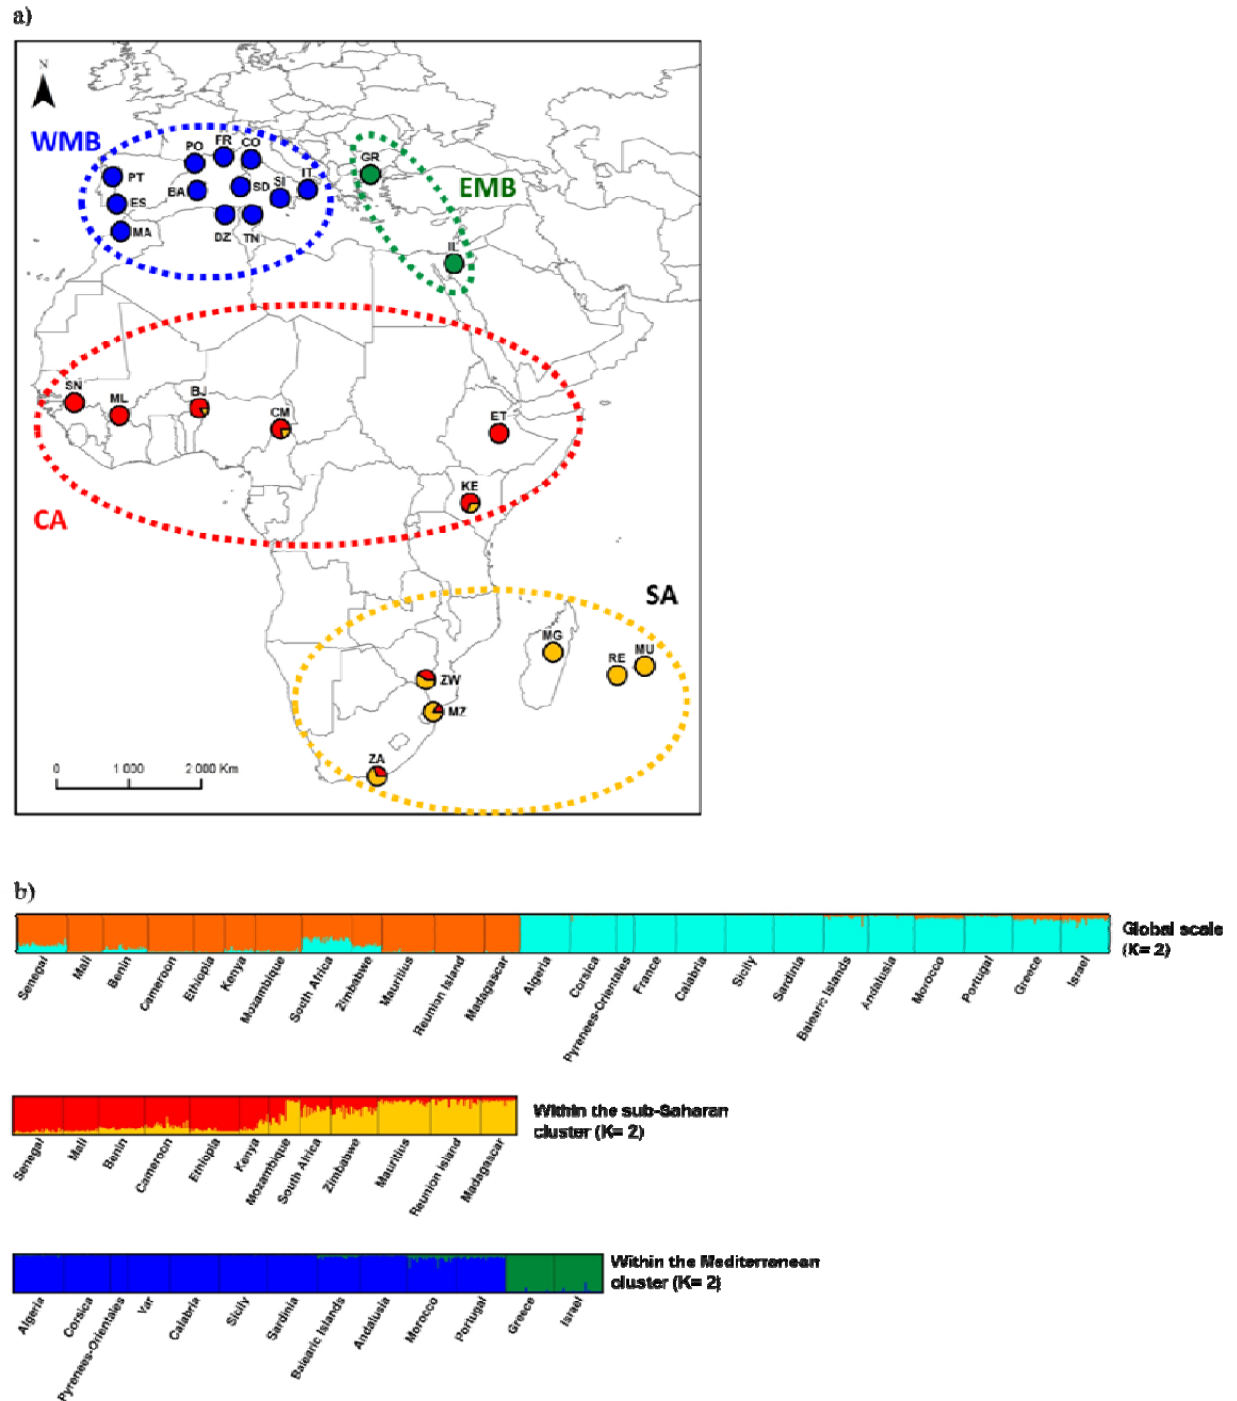 a)
N
WMB
PO
FR
CO
GR
PT
BA
SD
SI
IT
EMB
ES
MA
DZ
TN
IL
SN
ML
BJ
CM
ET
KE
CA
SA
MG
RE
MU
ZW
MZ
ZA
0 1 000 2 000 Km
b)
Global scale
(K= 2)
Senegal
Mali
Benin
Cameroon
Ethiopia
Kenya
Mozambique
South Africa
Zimbabwe
Mauritius
Reunion Island
Madagascar
Algeria
Corsica
Pyrenees-Orientales
France
Calabria
Sicily
Sardinia
Balearic Islands
Andalusia
Morocco
Portugal
Greece
Israel
Within the sub-Saharan
cluster (K= 2)
Senegal
Mali
Benin
Cameroon
Ethiopia
Kenya
Mozambique
South Africa
Zimbabwe
Mauritius
Reunion Island
Madagascar
Within the Mediterranean
cluster (K= 2)
Algeria
Corsica
Pyrenees-Orientales
Var
Calabria
Sicily
Sardinia
Balearic Islands
Andalusia
Morocco
Portugal
Greece
Israel